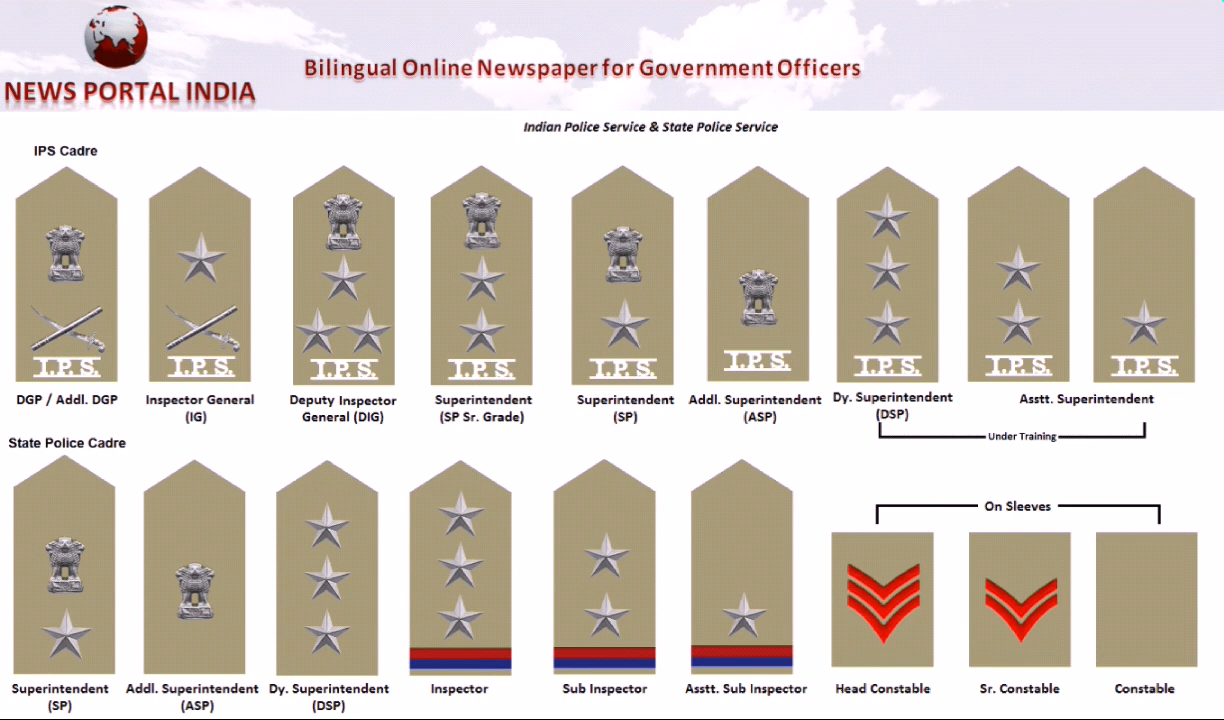 NEWS PORTAL INDIA
Bilingual Online Newspaper for Government Officers
Indian Police Service & State Police Service
IPS Cadre
I.P.S. I.P.S. I.P.S. I.P.S. I.P.S. I.P.S. I.P.S. I.P.S. I.P.S.
DGP / Addl. DGP
Inspector General
(IG)
Deputy Inspector
General (DIG)
Superintendent
(SP Sr. Grade)
Superintendent
(SP)
Addl. Superintendent
(ASP)
Dy. Superintendent
(DSP)
Asstt. Superintendent
Under Training
State Police Cadre
On Sleeves
Superintendent
(SP)
Addl. Superintendent
(ASP)
Dy. Superintendent
(DSP)
Inspector
Sub Inspector
Asstt. Sub Inspector
Head Constable
Sr. Constable
Constable